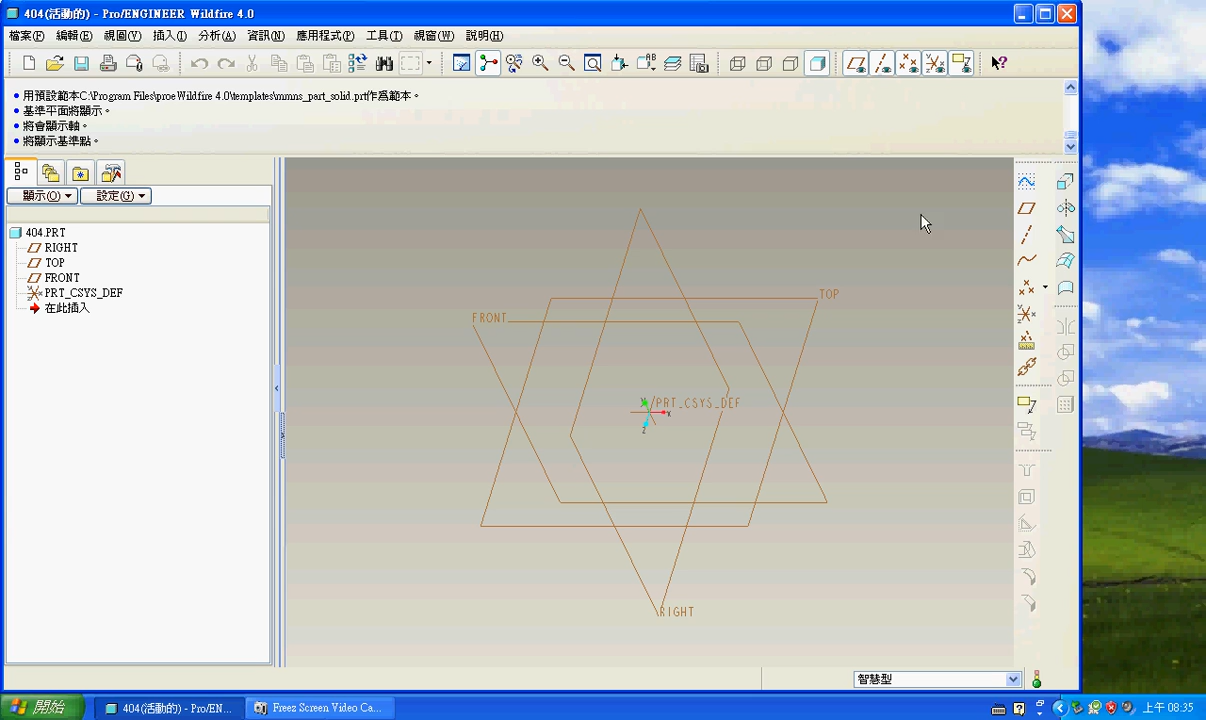 404(活動的) - Pro/ENGINEER Wildfire 4.0
檔案(F) 編輯(E) 視圖(V) 插入(I) 分析(A) 資訊(N) 應用程式(P) 工具(T) 視窗(W) 說明(H)
• 用預設範本C:\Program Files\proeWildfire 4.0\templates\mmns_part_solid.prt作爲範本。
• 基準平面將顯示。
• 將會顯示軸。
• 將顯示基準點。
顯示(O) 設定(G)
404.PRT
RIGHT
TOP
FRONT
PRT_CSYS_DEF
在此插入
TOP
FRONT
PRT_CSYS_DEF
Y
X
Z
RIGHT
智慧型
開始 404(活動的) - Pro/EN... Freez Screen Video Ca... 上午 08:35